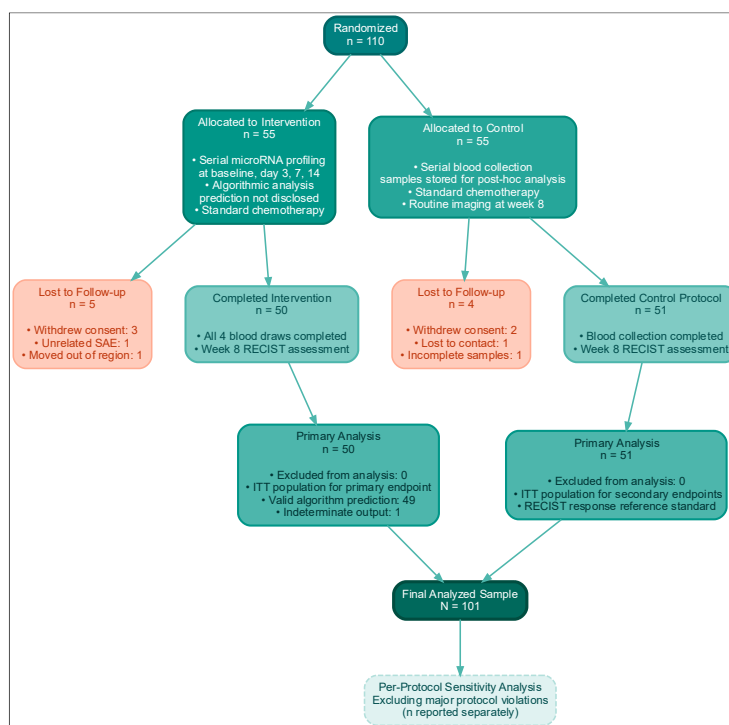 Randomized
n = 110
Allocated to Intervention
n = 55
• Serial microRNA profiling
at baseline, day 3, 7, 14
• Algorithmic analysis
prediction not disclosed
• Standard chemotherapy
Allocated to Control
n = 55
• Serial blood collection
samples stored for post-hoc analysis
• Standard chemotherapy
• Routine imaging at week 8
Lost to Follow-up
n = 5
• Withdrew consent: 3
• Unrelated SAE: 1
• Moved out of region: 1
Completed Intervention
n = 50
• All 4 blood draws completed
• Week 8 RECIST assessment
Lost to Follow-up
n = 4
• Withdrew consent: 2
• Lost to contact: 1
• Incomplete samples: 1
Completed Control Protocol
n = 51
• Blood collection completed
• Week 8 RECIST assessment
Primary Analysis
n = 50
• Excluded from analysis: 0
• ITT population for primary endpoint
• Valid algorithm prediction: 49
• Indeterminate output: 1
Primary Analysis
n = 51
• Excluded from analysis: 0
• ITT population for secondary endpoints
• RECIST response reference standard
Final Analyzed Sample
N = 101
Per-Protocol Sensitivity Analysis
Excluding major protocol violations
(n reported separately)